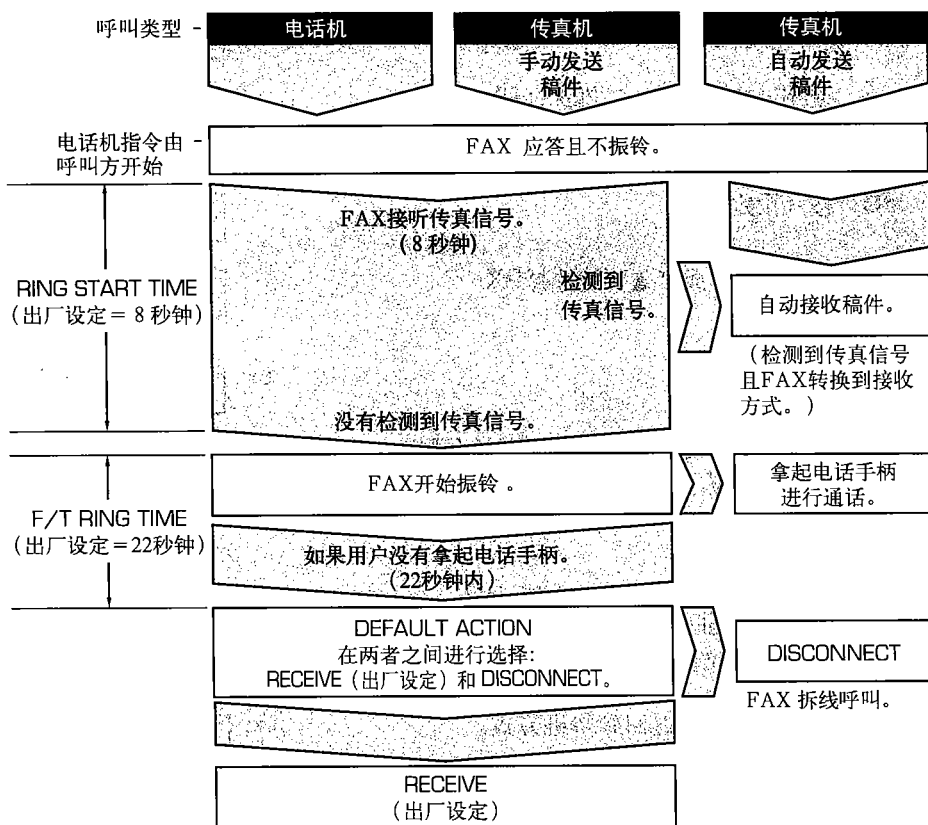 呼叫类型 -
电话机
传真机
传真机
手动发送
稿件
自动发送
稿件
电话机指令由 -
呼叫方开始
FAX 应答且不振铃。
FAX接听传真信号。
(8 秒钟)
RING START TIME
(出厂设定= 8 秒钟)
检测到
传真信号。
自动接收稿件。
(检测到传真信号
且FAX转换到接收
方式。)
没有检测到传真信号。
F/T RING TIME
(出厂设定=22秒钟)
FAX开始振铃 。
拿起电话手柄
进行通话。
如果用户没有拿起电话手柄。
(22秒钟内)
DEFAULT ACTION
在两者之间进行选择:
RECEIVE (出厂设定) 和 DISCONNECT。
DISCONNECT
FAX 拆线呼叫。
RECEIVE
(出厂设定)